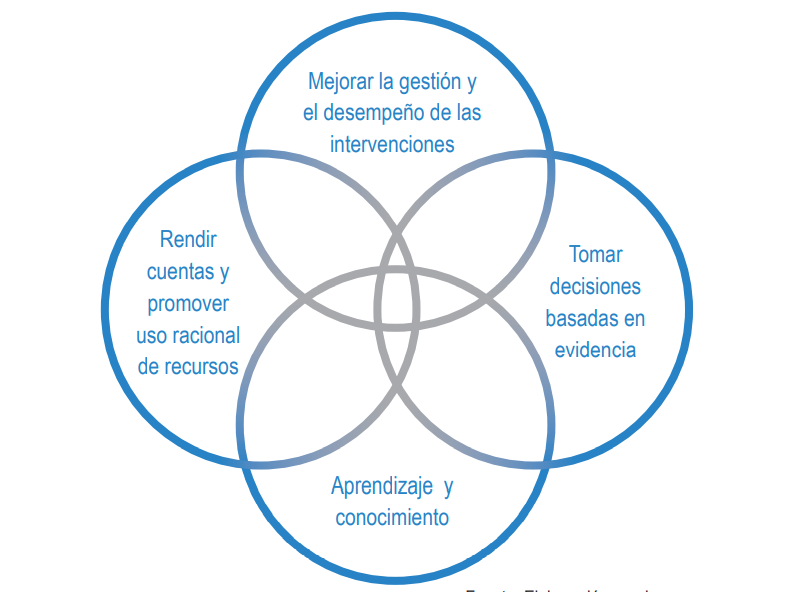 Mejorar la gestión y
el desempeño de las
intervenciones
Rendir
cuentas y
promover
uso racional
de recursos
Tomar
decisiones
basadas en
evidencia
Aprendizaje y
conocimiento